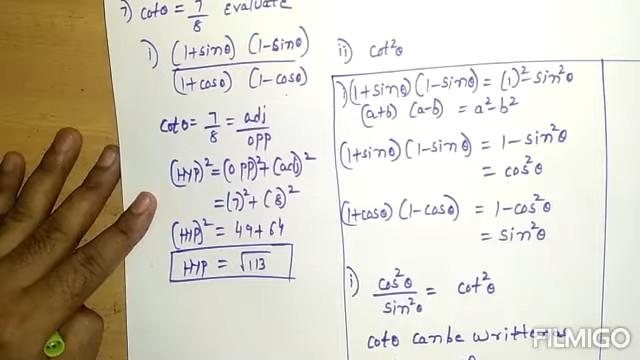 7) cotθ = 7/8 evaluate
i) (1+sinθ) (1-sinθ) / (1+cosθ) (1-cosθ)
cotθ = 7/8 = adj/opp
(HYP)² = (OPP)² + (adj)²
= (7)² + (8)²
(HYP)² = 49 + 64
HYP = √113
ii) cot²θ
i) (1+sinθ) (1-sinθ) = (1)² - sin²θ
(a+b) (a-b) = a² - b²
(1+sinθ) (1-sinθ) = 1 - sin²θ
= cos²θ
(1+cosθ) (1-cosθ) = 1 - cos²θ
= sin²θ
i) cos²θ/sin²θ = cot²θ
cotθ can be written as
FILMIGO